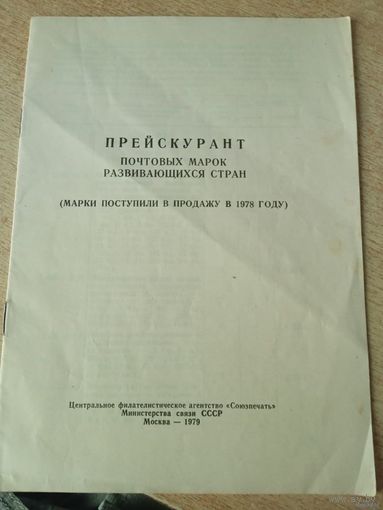 ПРЕЙСКУРАНТ
ПОЧТОВЫХ МАРОК
РАЗВИВАЮЩИХСЯ СТРАН
(МАРКИ ПОСТУПИЛИ В ПРОДАЖУ В 1978 ГОДУ)
Центральное филателистическое агентство «Союзпечать»
Министерства связи СССР
Москва — 1979